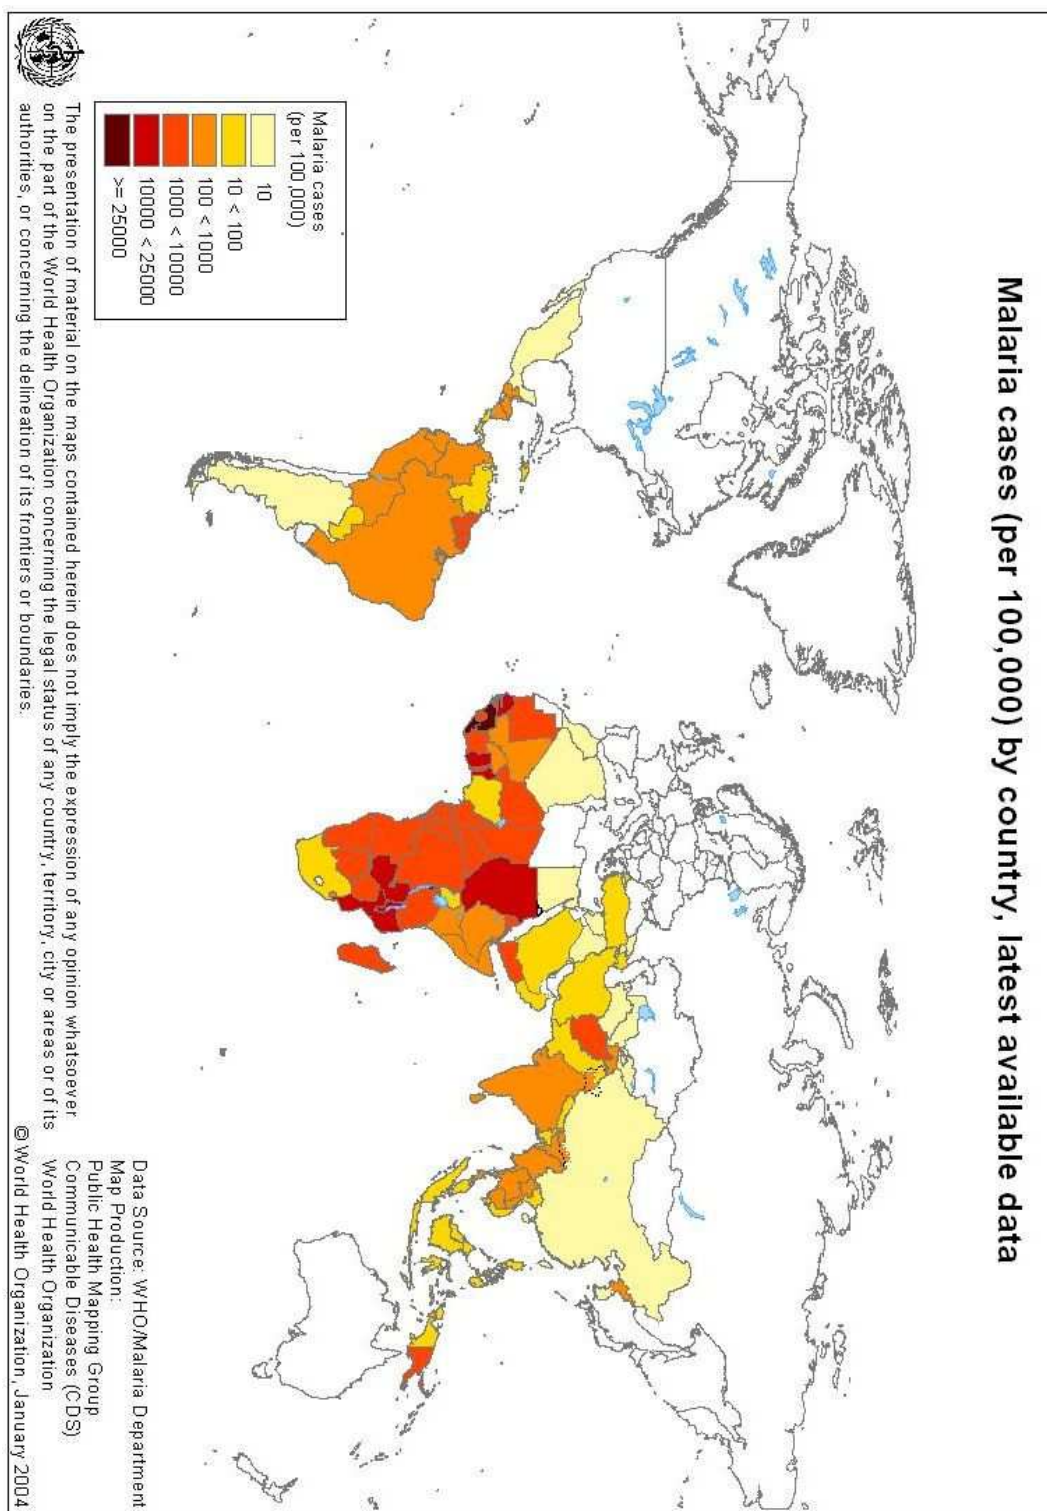 Malaria cases (per 100,000) by country, latest available data
Malaria cases
(per 100,000)
10
10 < 100
100 < 1000
1000 < 10000
10000 < 25000
>= 25000
The presentation of material on the maps contained herein does not imply the expression of any opinion whatsoever
on the part of the World Health Organization concerning the legal status of any country, territory, city or areas or of its
authorities, or concerning the delineation of its frontiers or boundaries.
Data Source: WHO/Malaria Department
Map Production:
Public Health Mapping Group
Communicable Diseases (CDS)
World Health Organization
© World Health Organization, January 2004